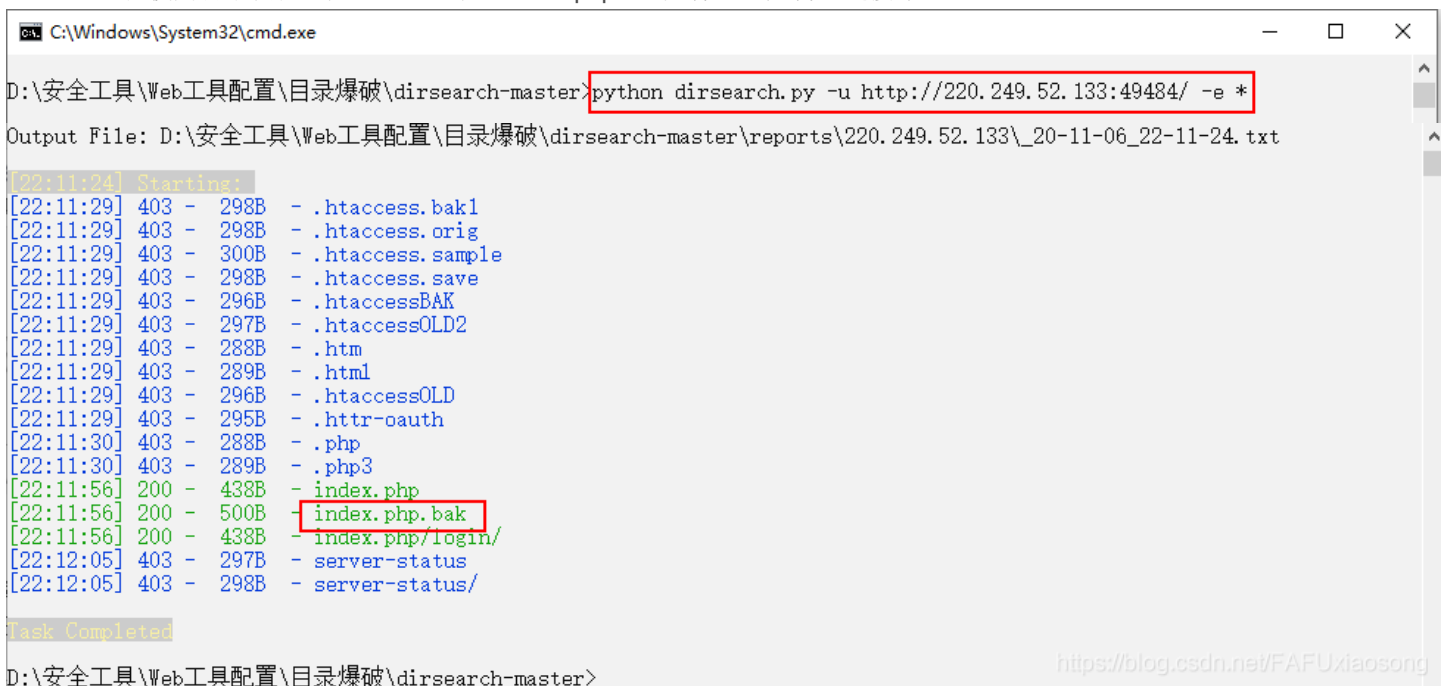 C:\Windows\System32\cmd.exe
D:\安全工具\Web工具配置\目录爆破\dirsearch-master>python dirsearch.py -u http://220.249.52.133:49484/ -e *
Output File: D:\安全工具\Web工具配置\目录爆破\dirsearch-master\reports\220.249.52.133\_20-11-06_22-11-24.txt
[22:11:24] Starting:
[22:11:29] 403 -  298B  - .htaccess.bak1
[22:11:29] 403 -  298B  - .htaccess.orig
[22:11:29] 403 -  300B  - .htaccess.sample
[22:11:29] 403 -  298B  - .htaccess.save
[22:11:29] 403 -  296B  - .htaccessBAK
[22:11:29] 403 -  297B  - .htaccessOLD2
[22:11:29] 403 -  288B  - .htm
[22:11:29] 403 -  289B  - .html
[22:11:29] 403 -  296B  - .htaccessOLD
[22:11:29] 403 -  295B  - .httr-oauth
[22:11:30] 403 -  288B  - .php
[22:11:30] 403 -  289B  - .php3
[22:11:56] 200 -  438B  - index.php
[22:11:56] 200 -  500B  - index.php.bak
[22:11:56] 200 -  438B  - index.php/login/
[22:12:05] 403 -  297B  - server-status
[22:12:05] 403 -  298B  - server-status/
Task Completed
D:\安全工具\Web工具配置\目录爆破\dirsearch-master>
https://blog.csdn.net/FAFUxiaosong